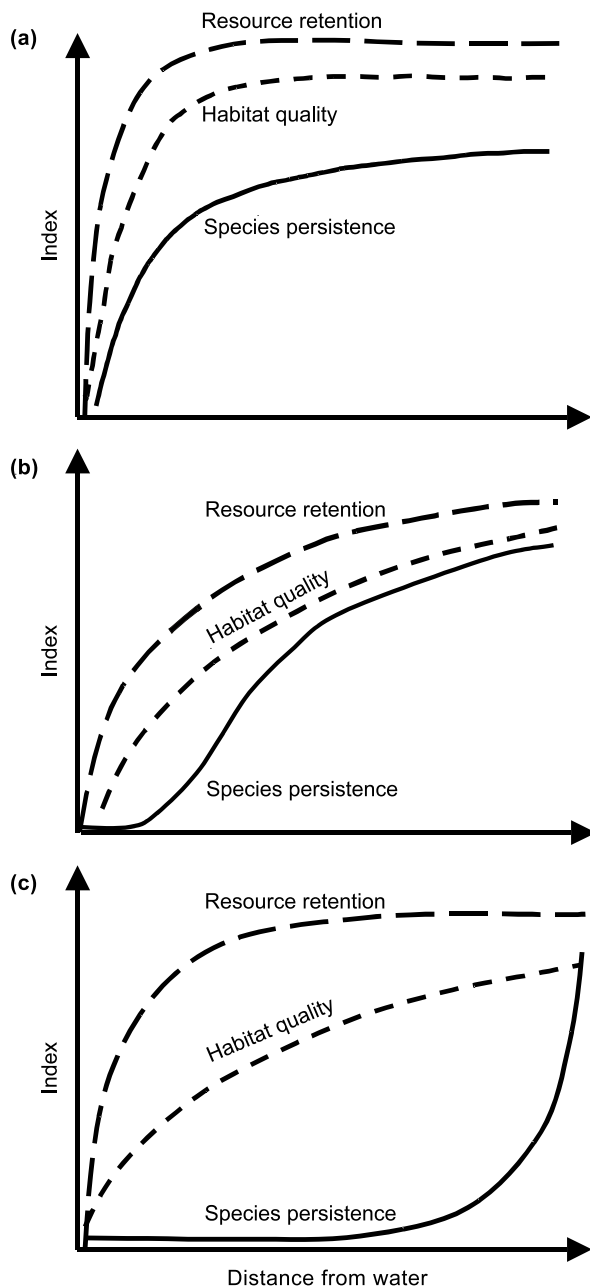 (a)
Resource retention
Habitat quality
Species persistence
Index
(b)
Resource retention
Habitat quality
Species persistence
Index
(c)
Resource retention
Habitat quality
Species persistence
Index
Distance from water